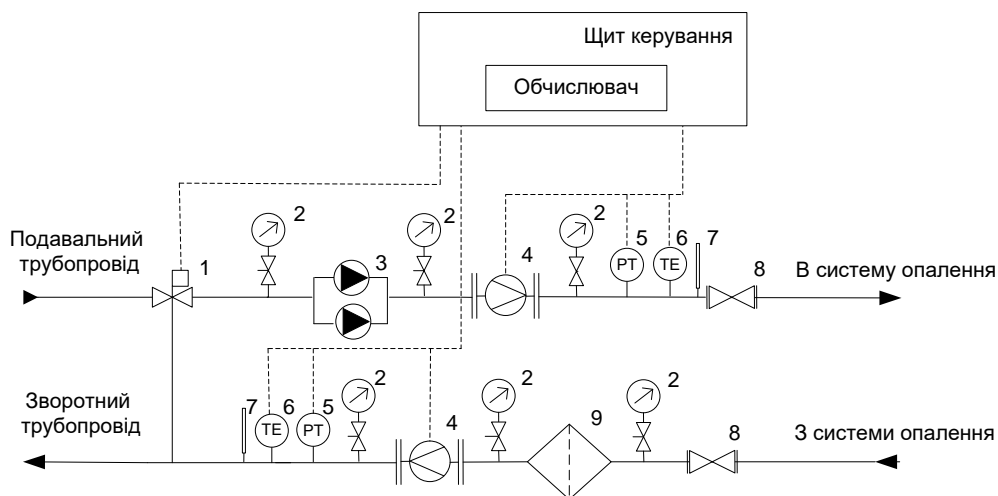 Щит керування
Обчислювач
2
2
2
Подавальний
трубопровід
1
3
4
5
6
7
PT
TE
8
В систему опалення
Зворотний
трубопровід
7
6
5
2
4
2
9
2
8
TE
PT
З системи опалення